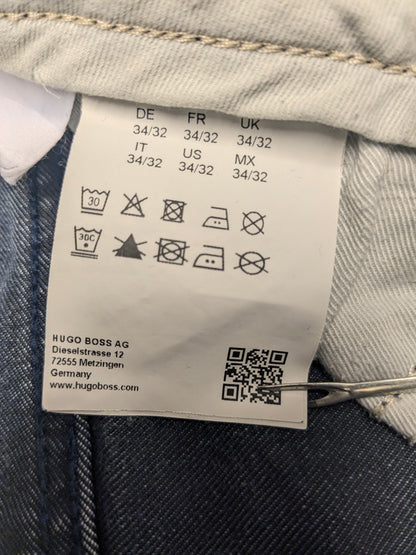 DE FR UK
34/32 34/32 34/32
IT US MX
34/32 34/32 34/32
30
30C
HUGO BOSS AG
Dieselstrasse 12
72555 Metzingen
Germany
www.hugoboss.com